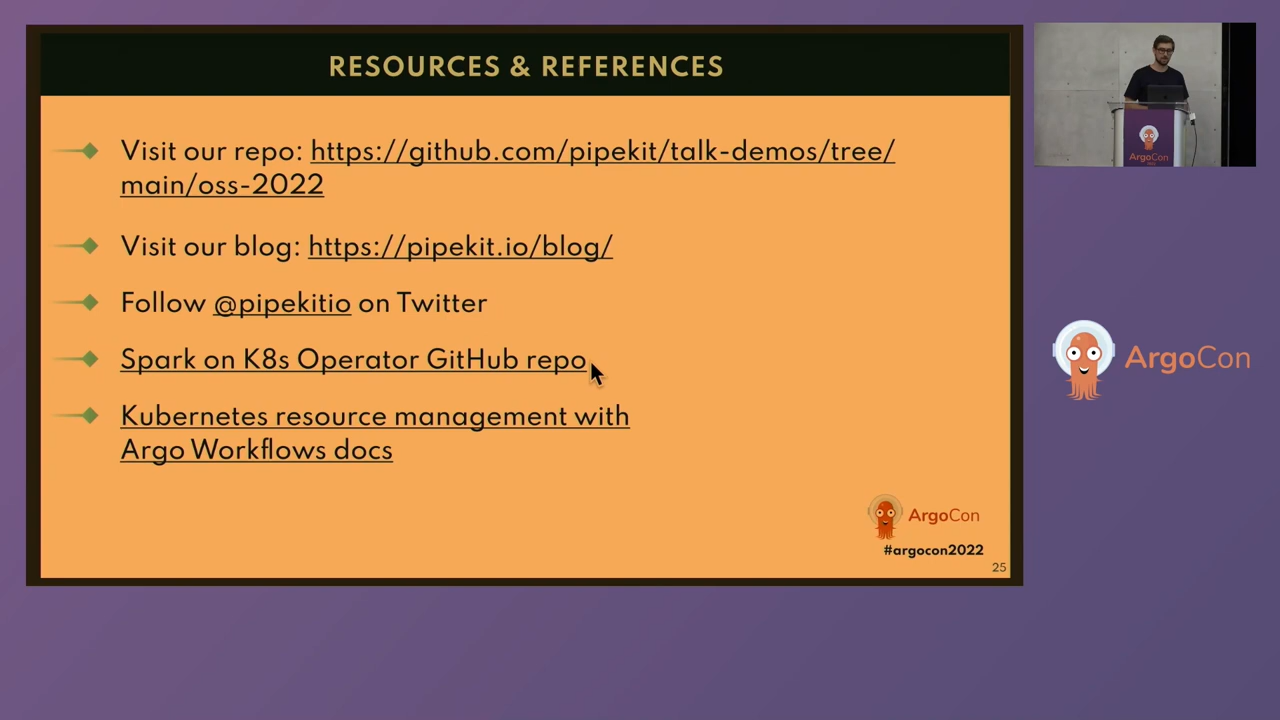 RESOURCES & REFERENCES
Visit our repo: https://github.com/pipekit/talk-demos/tree/
main/oss-2022
Visit our blog: https://pipekit.io/blog/
Follow @pipekitio on Twitter
Spark on K8s Operator GitHub repo
Kubernetes resource management with
Argo Workflows docs
ArgoCon
#argocon2022
25
ArgoCon
ArgoCon